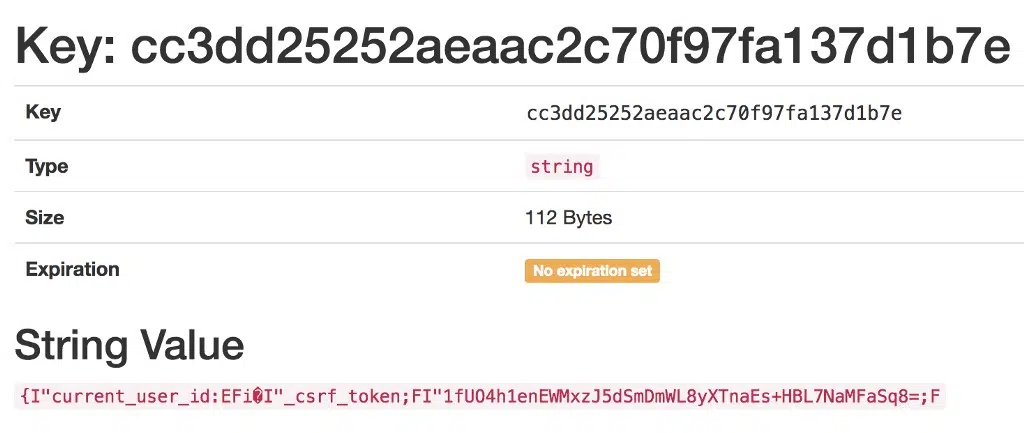 Key: cc3dd25252aeaac2c70f97fa137d1b7e
Key cc3dd25252aeaac2c70f97fa137d1b7e
Type string
Size 112 Bytes
Expiration No expiration set
String Value
{I"current_user_id:EFi�I"_csrf_token;FI"1fUO4h1enEWMxzJ5dSmDmWL8yXTnaEs+HBL7NaMFaSq8=;F